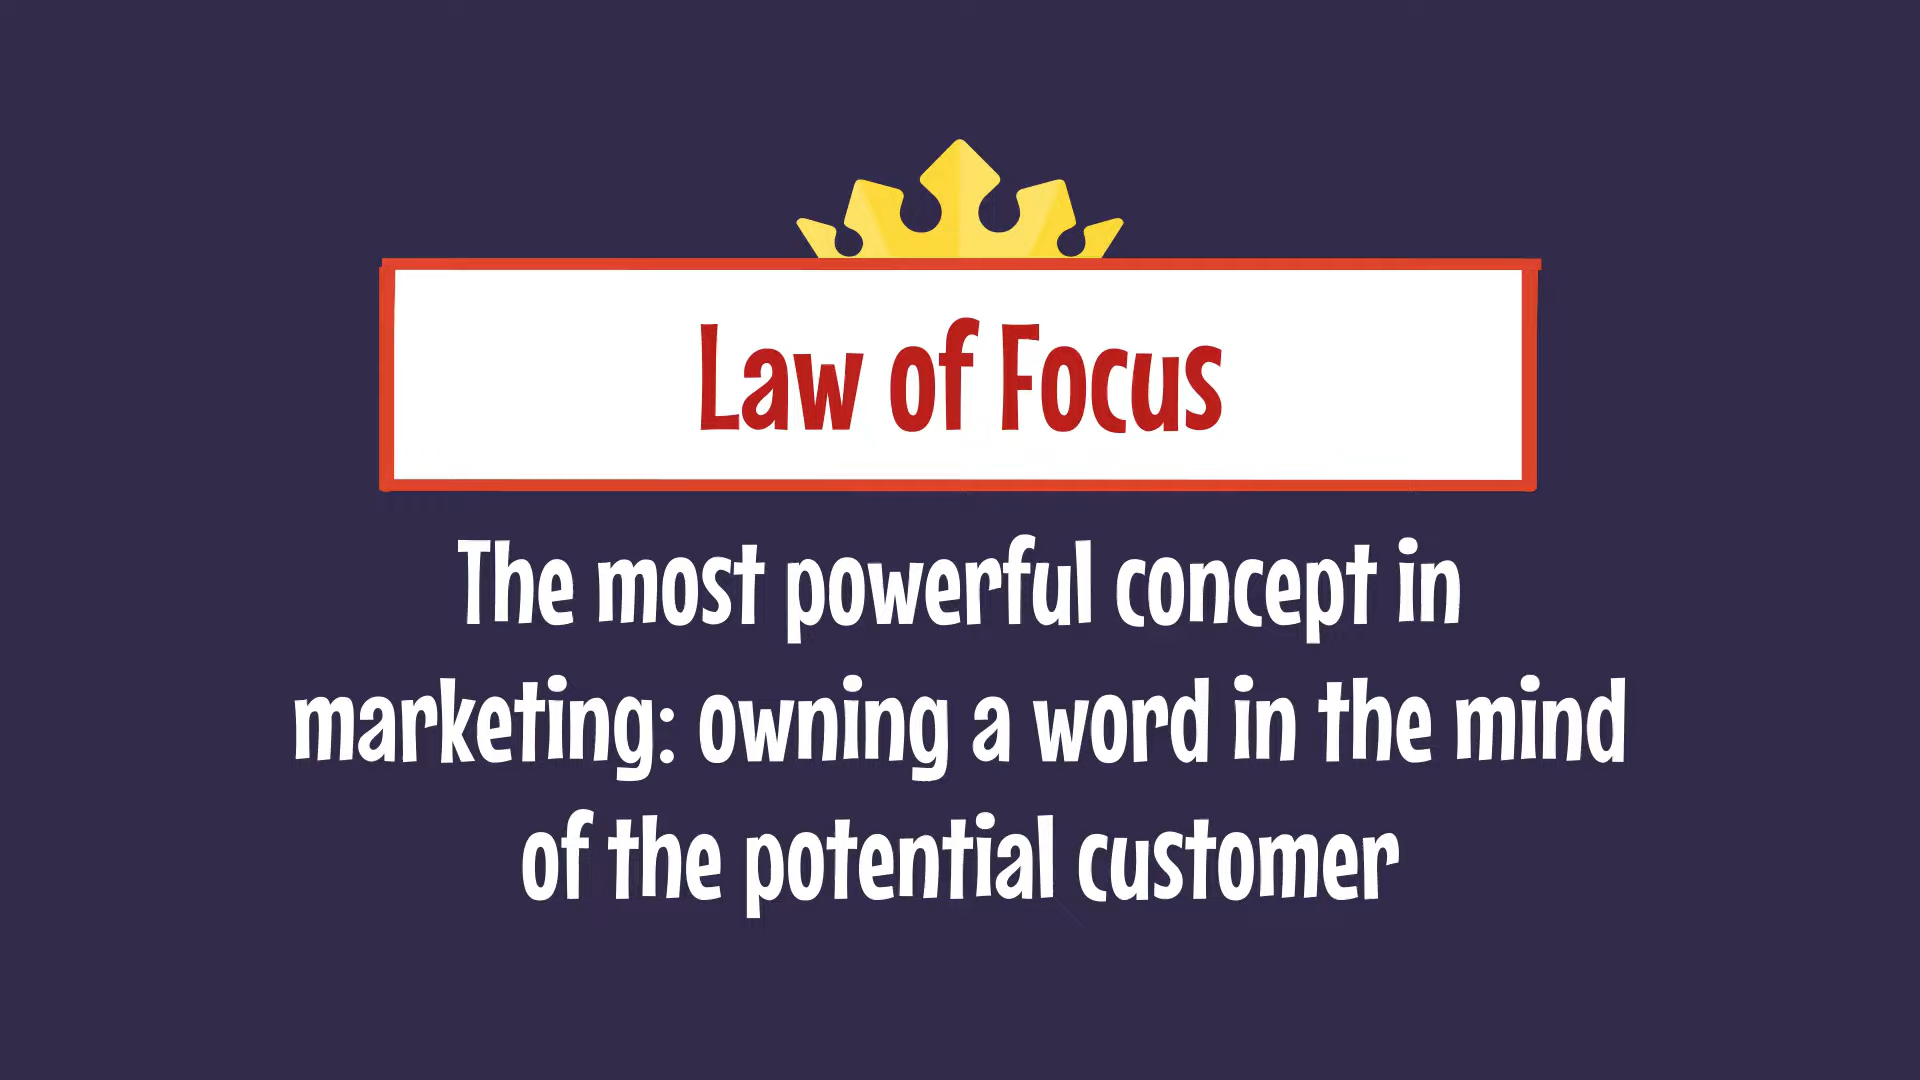 Law of Focus
The most powerful concept in
marketing: owning a word in the mind
of the potential customer